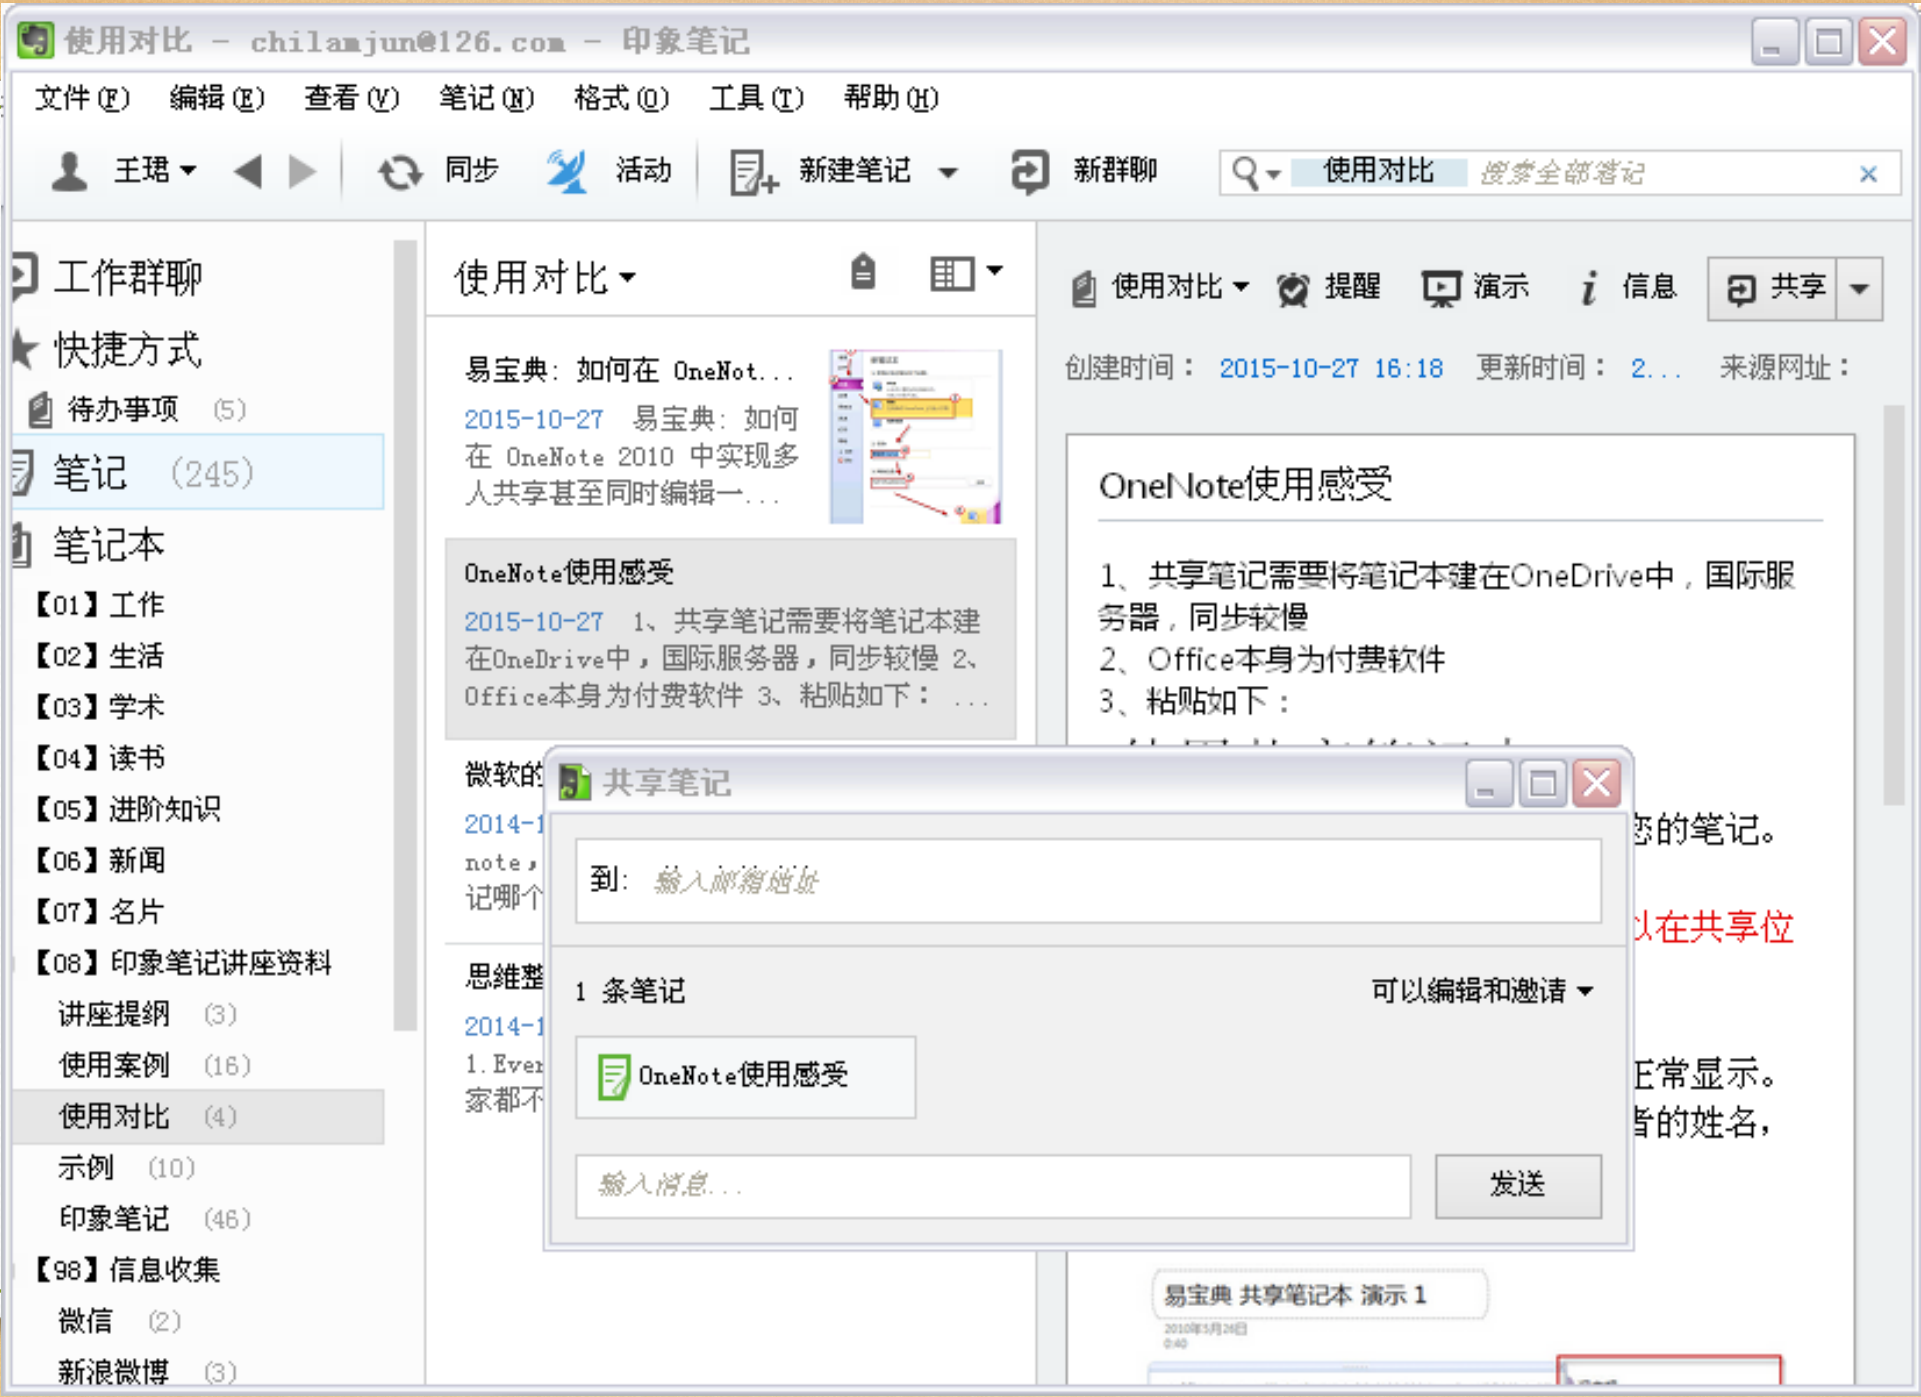 使用对比 - chilamjun@126.com - 印象笔记
文件(F) 编辑(E) 查看(V) 笔记(N) 格式(O) 工具(T) 帮助(H)
王珺 同步 活动 新建笔记 新群聊 使用对比 搜索全部笔记
工作群聊
快捷方式
待办事项 (5)
笔记 (245)
笔记本
【01】工作
【02】生活
【03】学术
【04】读书
【05】进阶知识
【06】新闻
【07】名片
【08】印象笔记讲座资料
讲座提纲 (3)
使用案例 (16)
使用对比 (4)
示例 (10)
印象笔记 (46)
【98】信息收集
微信 (2)
新浪微博 (3)
使用对比
易宝典：如何在 OneNot...
2015-10-27 易宝典：如何
在 OneNote 2010 中实现多
人共享甚至同时编辑一...
OneNote使用感受
2015-10-27 1、共享笔记需要将笔记本建
在OneDrive中，国际服务器，同步较慢 2、
Office本身为付费软件 3、粘贴如下： ...
微软的
2014-1
note，
记哪个
思维整
2014-1
1.Ever
家都不
使用对比 提醒 演示 信息 共享
创建时间： 2015-10-27 16:18 更新时间： 2... 来源网址：
OneNote使用感受
1、共享笔记需要将笔记本建在OneDrive中，国际服
务器，同步较慢
2、Office本身为付费软件
3、粘贴如下：
您的笔记。
以在共享位
正常显示。
者的姓名，
易宝典 共享笔记本 演示 1
2010年5月26日
0:40
共享笔记
到： 输入邮箱地址
1 条笔记 可以编辑和邀请
OneNote使用感受
输入消息...
发送